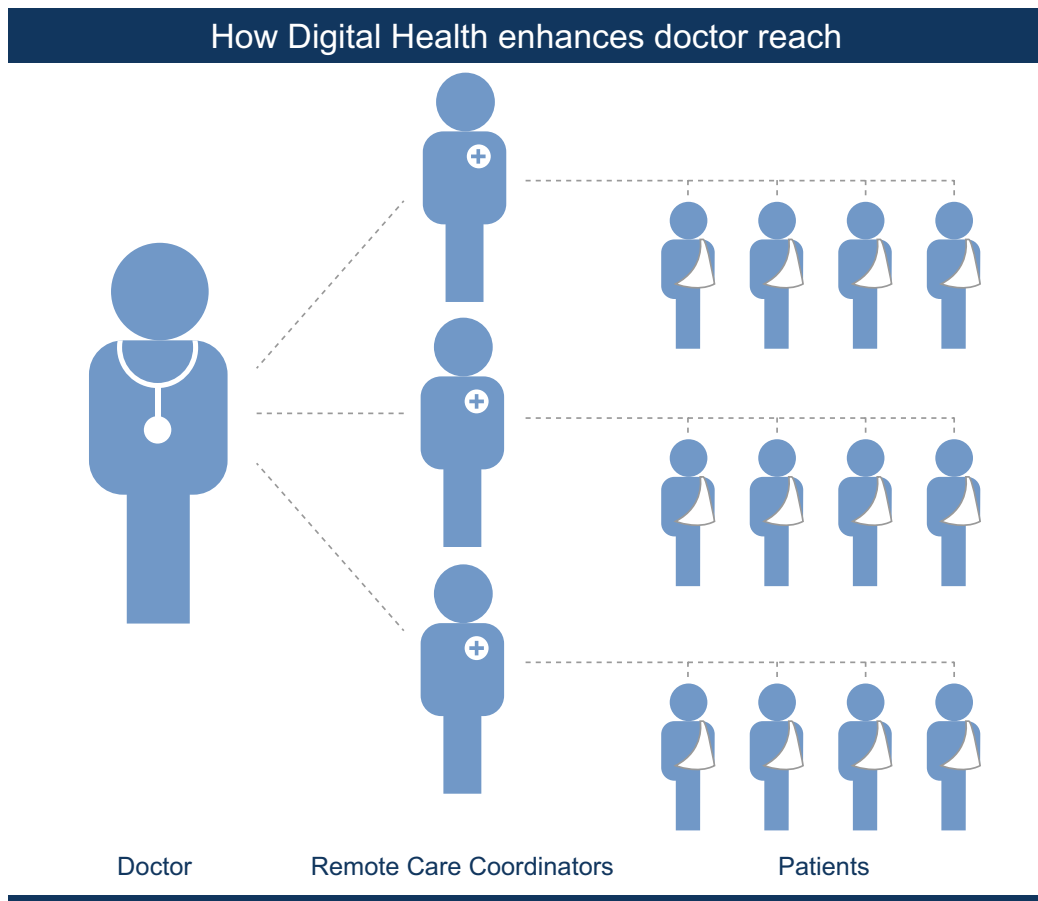 How Digital Health enhances doctor reach
Doctor
Remote Care Coordinators
Patients